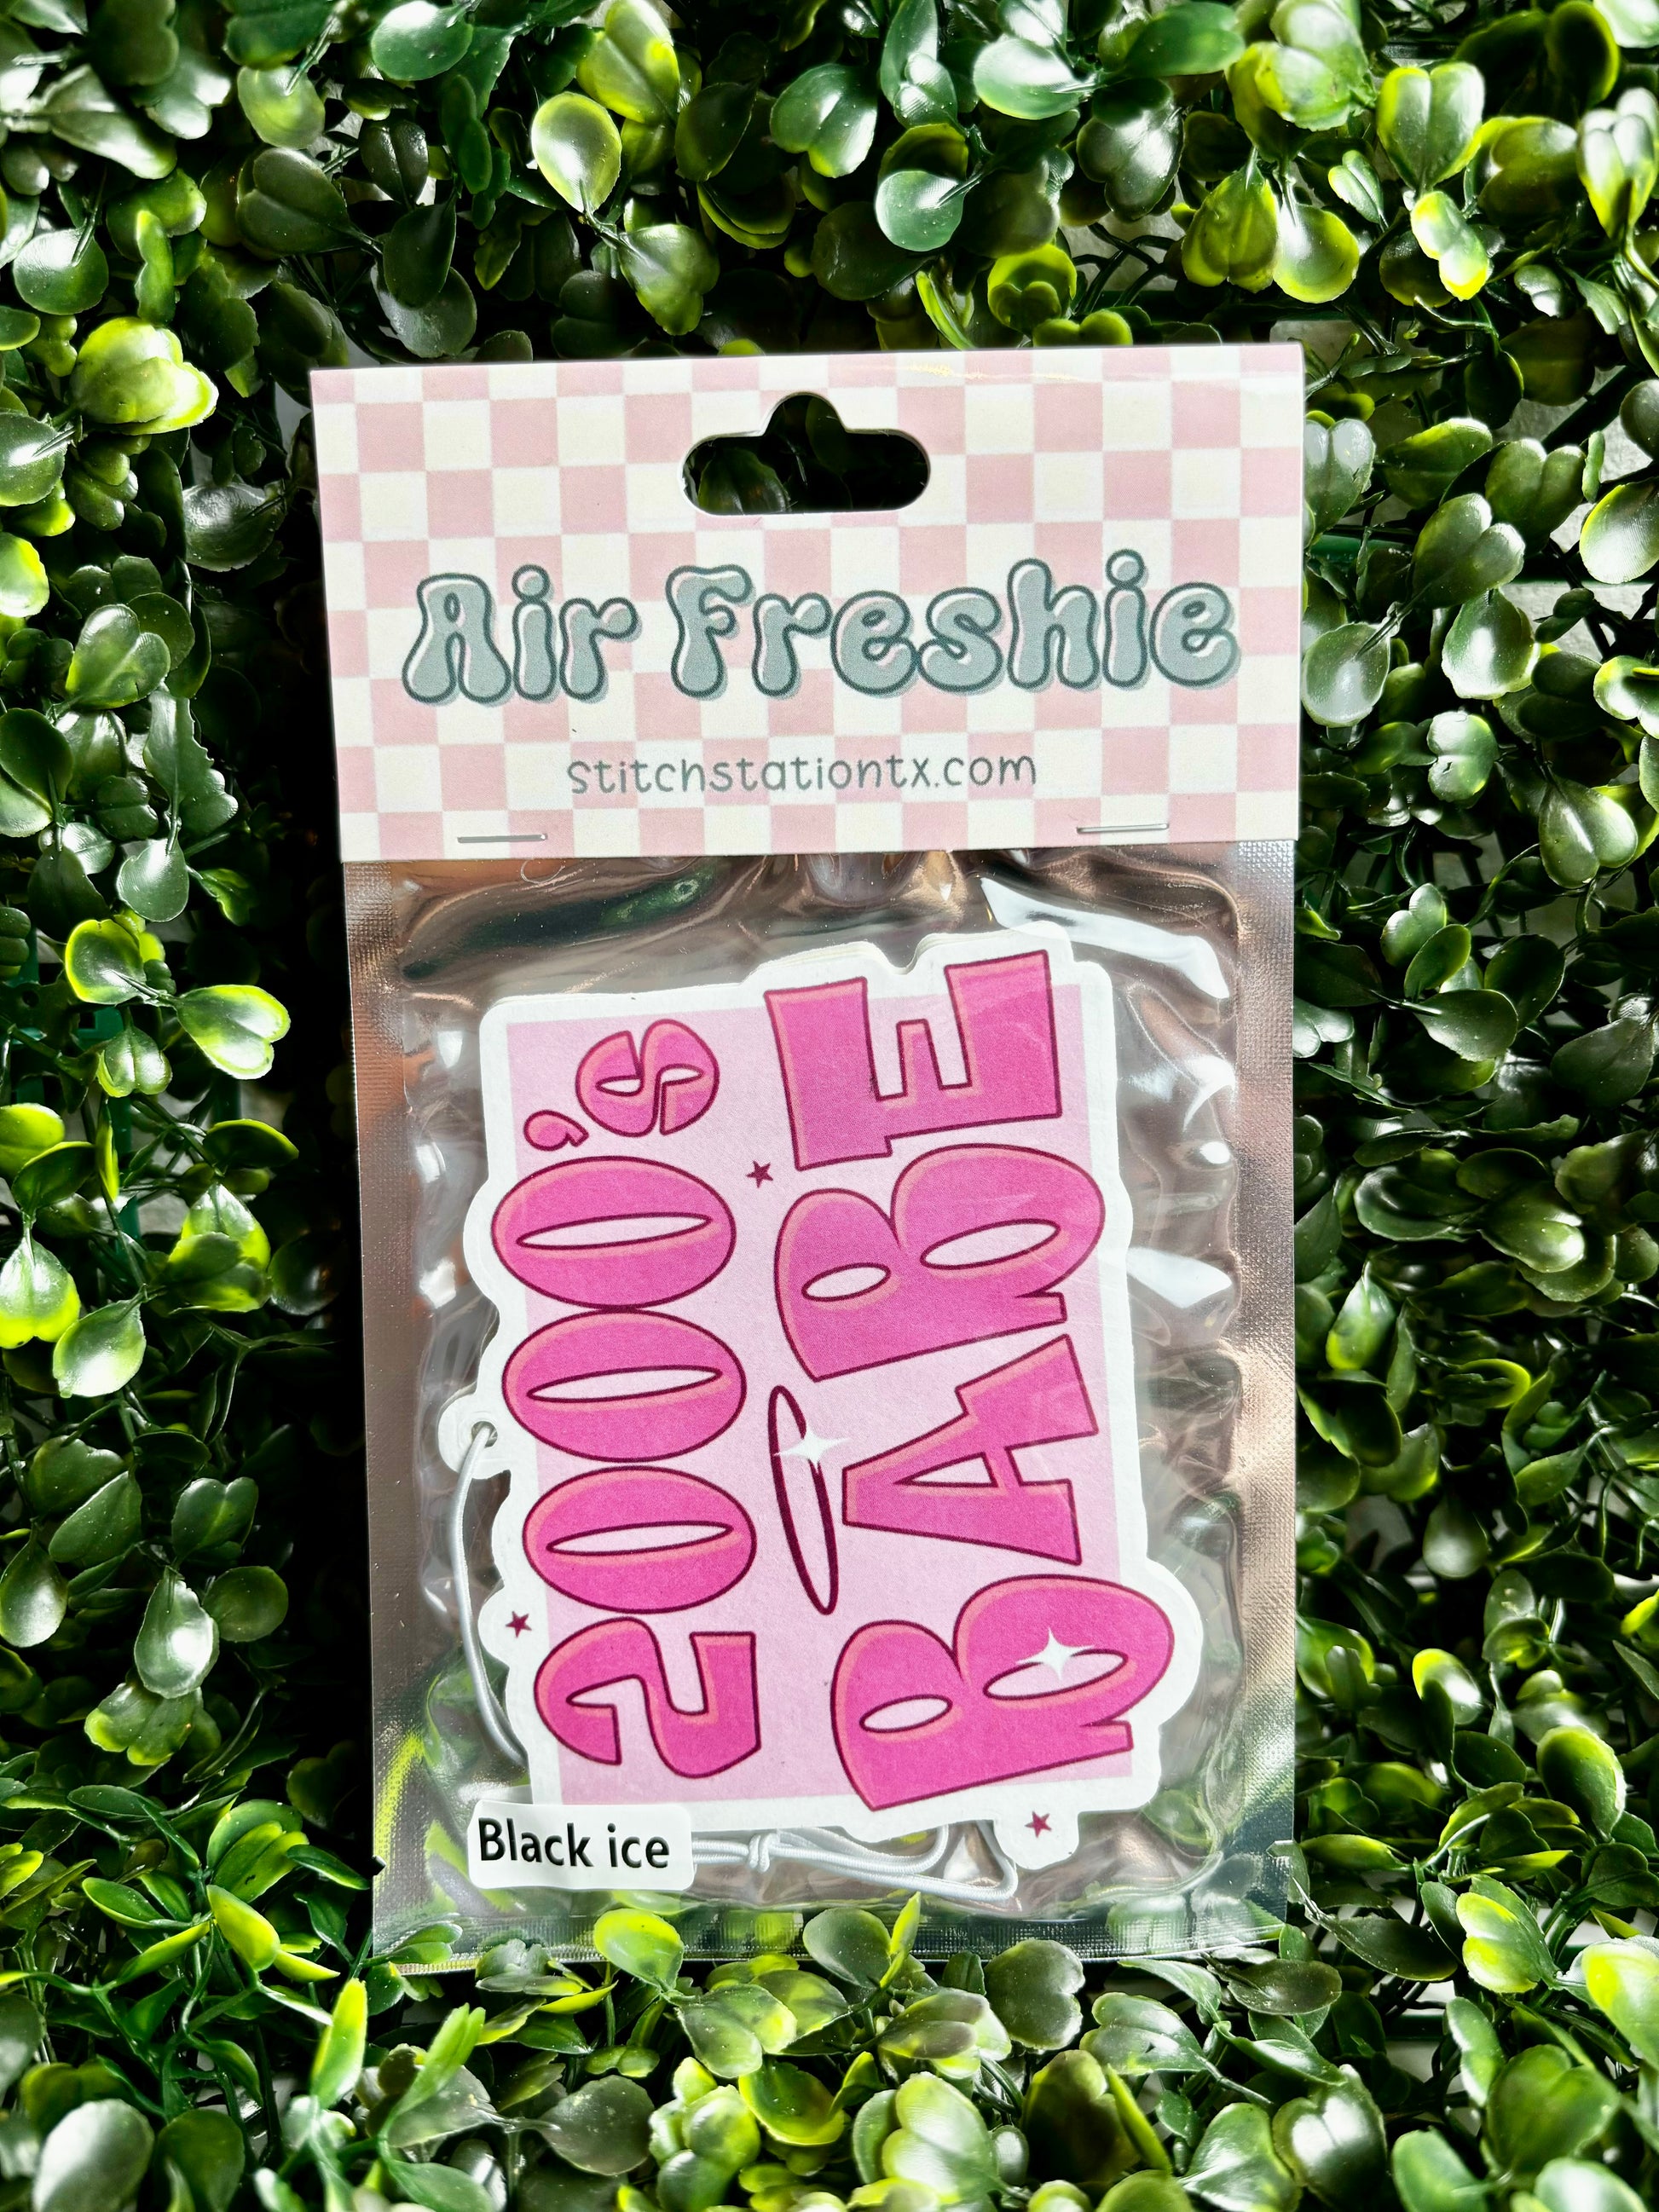 Air Freshie
stitchstationtx.com
2000's
BABE
Black ice